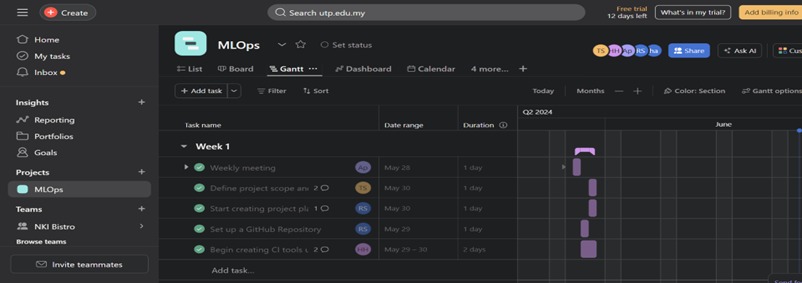 Create
Search utp.edu.my
Free trial
12 days left
What's in my trial?
Add billing info
Home
My tasks
Inbox
Insights
Reporting
Portfolios
Goals
Projects
MLOps
Teams
NKI Bistro
Browse teams
Invite teammates
MLOps
Set status
TS HH Ap RS ha
Share
Ask AI
Cus
List Board Gantt Dashboard Calendar 4 more...
Add task
Filter
Sort
Today
Months
Color: Section
Gantt options
Task name Date range Duration
Q2 2024
June
Week 1
Weekly meeting Ap May 28 1 day
Define project scope an 2 TS May 30 1 day
Start creating project pl 1 RS May 30 1 day
Set up a GitHub Repository RS May 29 1 day
Begin creating CI tools 2 HH May 29 – 30 2 days
Add task...